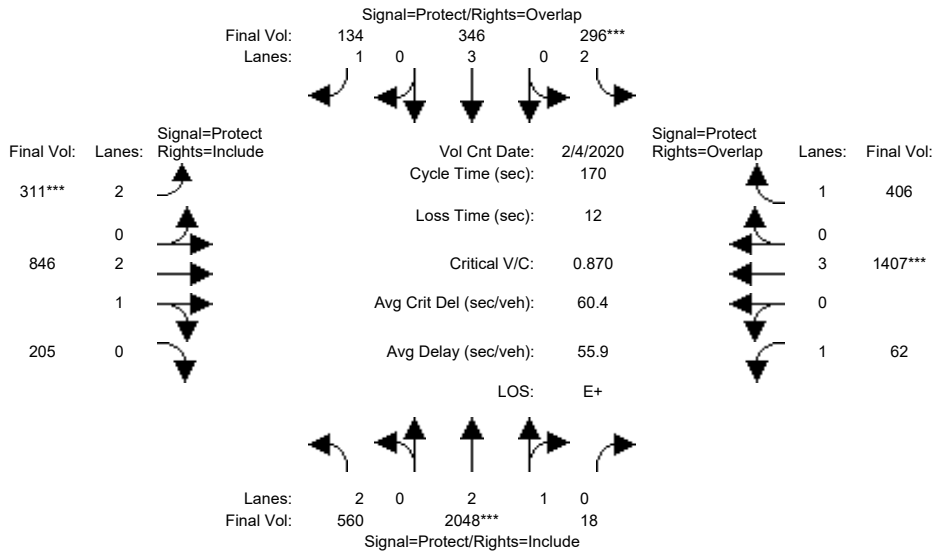 Signal=Protect/Rights=Overlap
Final Vol: 134 346 296***
Lanes: 1 0 3 0 2
Signal=Protect
Final Vol: Lanes: Rights=Include
Vol Cnt Date: 2/4/2020
Signal=Protect
Rights=Overlap Lanes: Final Vol:
Cycle Time (sec): 170
311*** 2
1 406
Loss Time (sec): 12
0
0
846 2
Critical V/C: 0.870
3 1407***
1
Avg Crit Del (sec/veh): 60.4
0
205 0
Avg Delay (sec/veh): 55.9
1 62
LOS: E+
Lanes: 2 0 2 1 0
Final Vol: 560 2048*** 18
Signal=Protect/Rights=Include